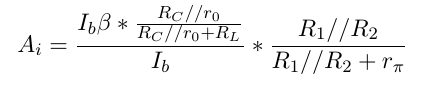 $A_i = \frac{I_b \beta * \frac{R_C // r_0}{R_C // r_0 + R_L}}{I_b} * \frac{R_1 // R_2}{R_1 // R_2 + r_\pi}$